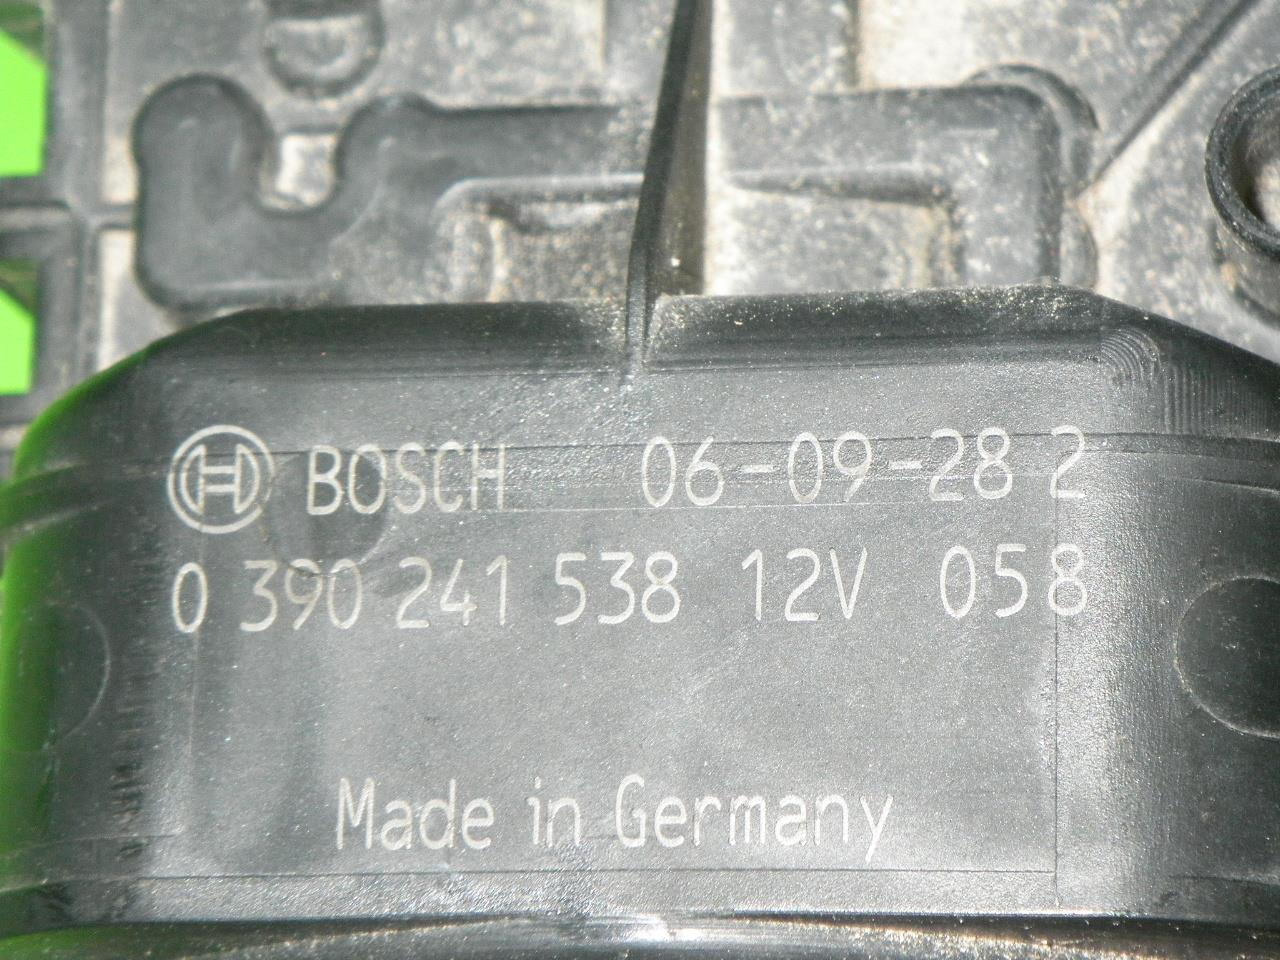 BOSCH 06-09-28 2
0 390 241 538 12V 058
Made in Germany